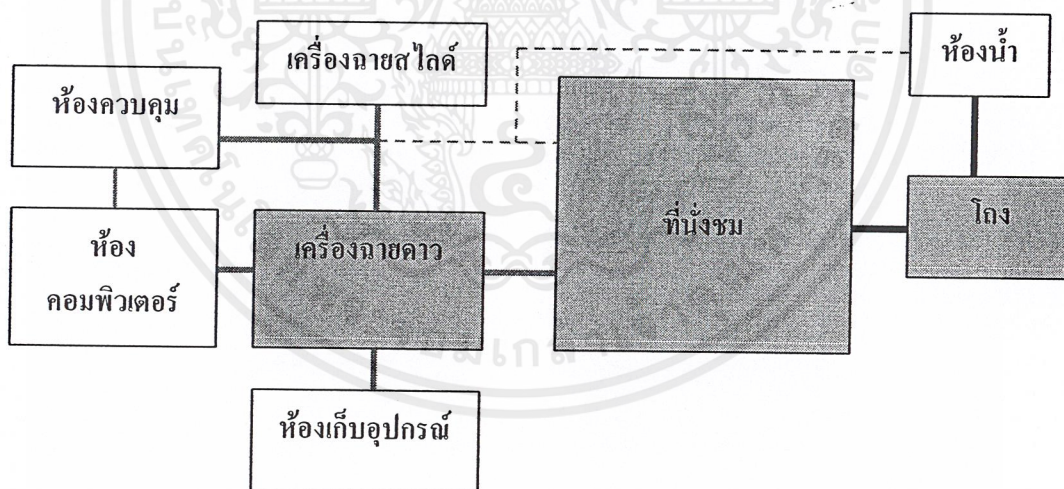 เครื่องฉายสไลด์
ห้องน้ำ
ห้องควบคุม
ห้อง
คอมพิวเตอร์
เครื่องฉายดาว
ที่นั่งชม
โถง
ห้องเก็บอุปกรณ์